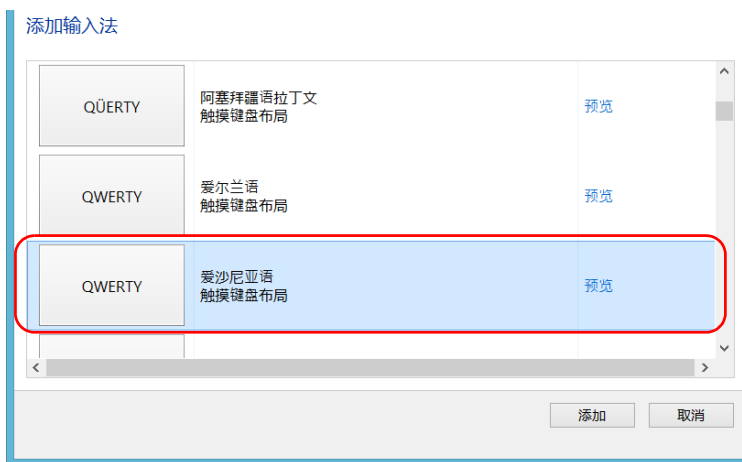 添加输入法
QÜERTY
阿塞拜疆语拉丁文
触摸键盘布局
预览
QWERTY
爱尔兰语
触摸键盘布局
预览
QWERTY
爱沙尼亚语
触摸键盘布局
预览
添加
取消